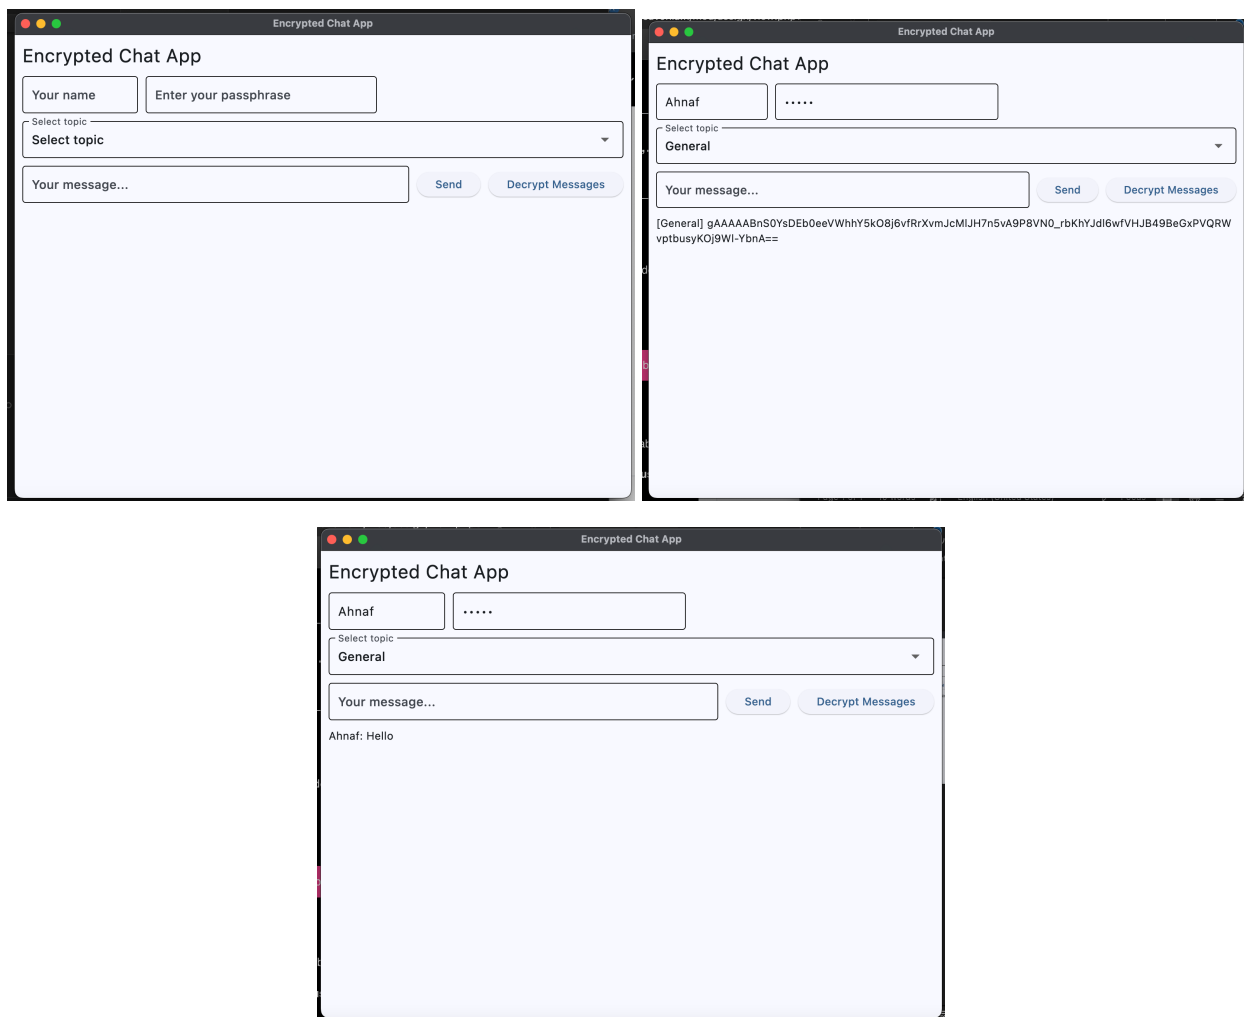 Encrypted Chat App
Encrypted Chat App
Your name
Enter your passphrase
Select topic
Select topic
Your message...
Send
Decrypt Messages
Encrypted Chat App
Encrypted Chat App
Ahnaf
•••••
Select topic
General
Your message...
Send
Decrypt Messages
[General] gAAAAABnS0YsDEb0eeVWhhY5kO8j6vfRrXvmJcMlJH7n5vA9P8VN0_rbKhYJdl6wfVHJB49BeGxPVQRW
vptbusyKOj9WI-YbnA==
Encrypted Chat App
Encrypted Chat App
Ahnaf
•••••
Select topic
General
Your message...
Send
Decrypt Messages
Ahnaf: Hello